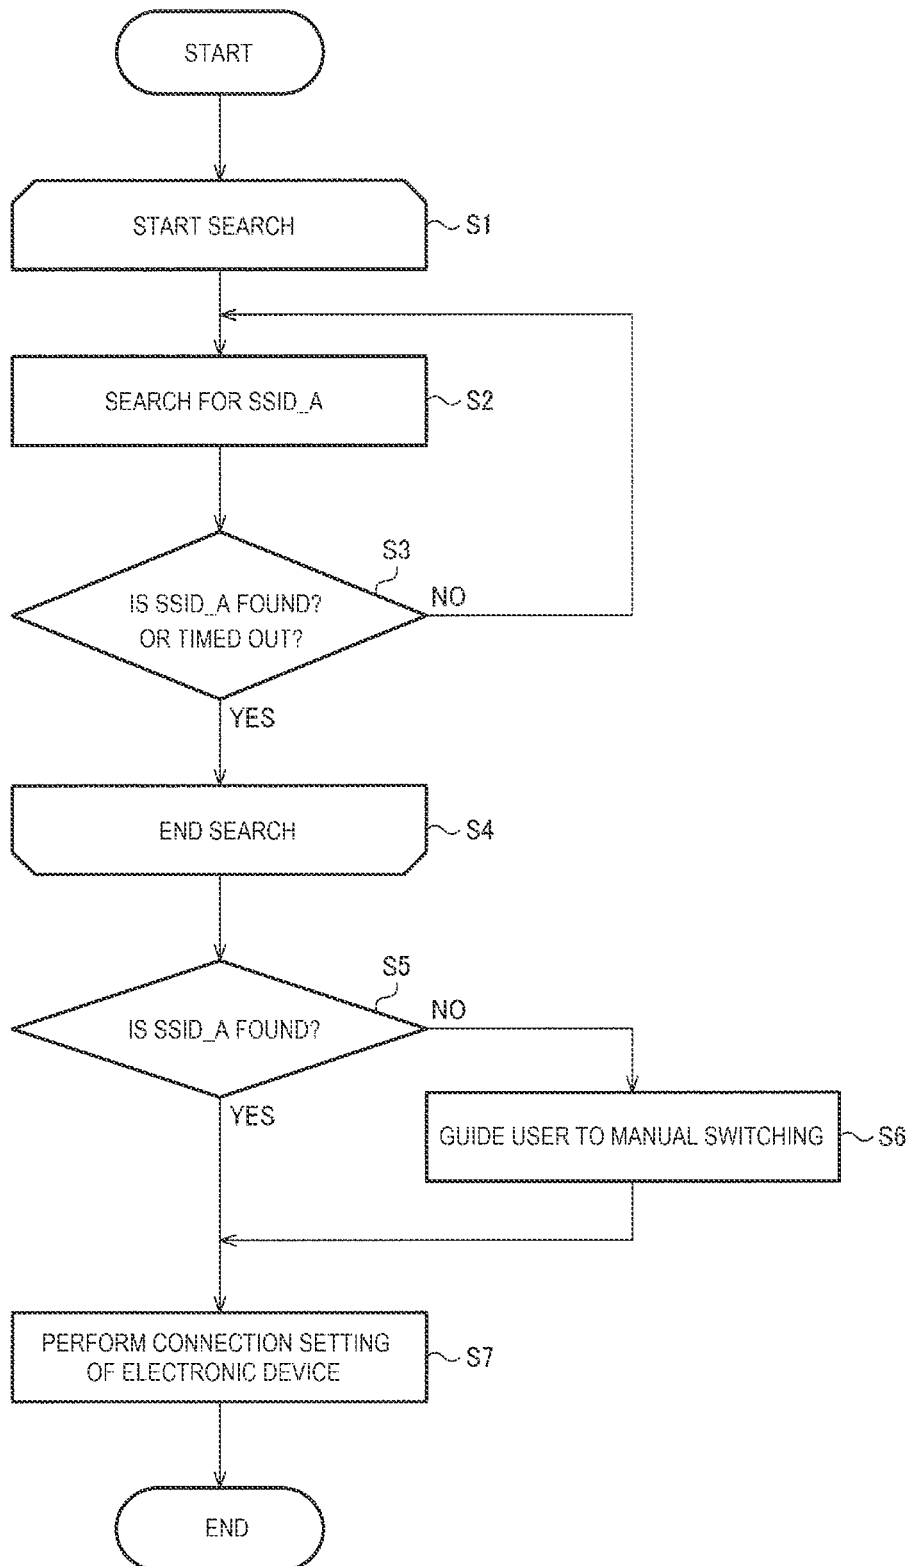 START
START SEARCH
S1
SEARCH FOR SSID_A
S2
S3
IS SSID_A FOUND?
OR TIMED OUT?
NO
YES
END SEARCH
S4
S5
IS SSID_A FOUND?
NO
YES
GUIDE USER TO MANUAL SWITCHING
S6
PERFORM CONNECTION SETTING
OF ELECTRONIC DEVICE
S7
END